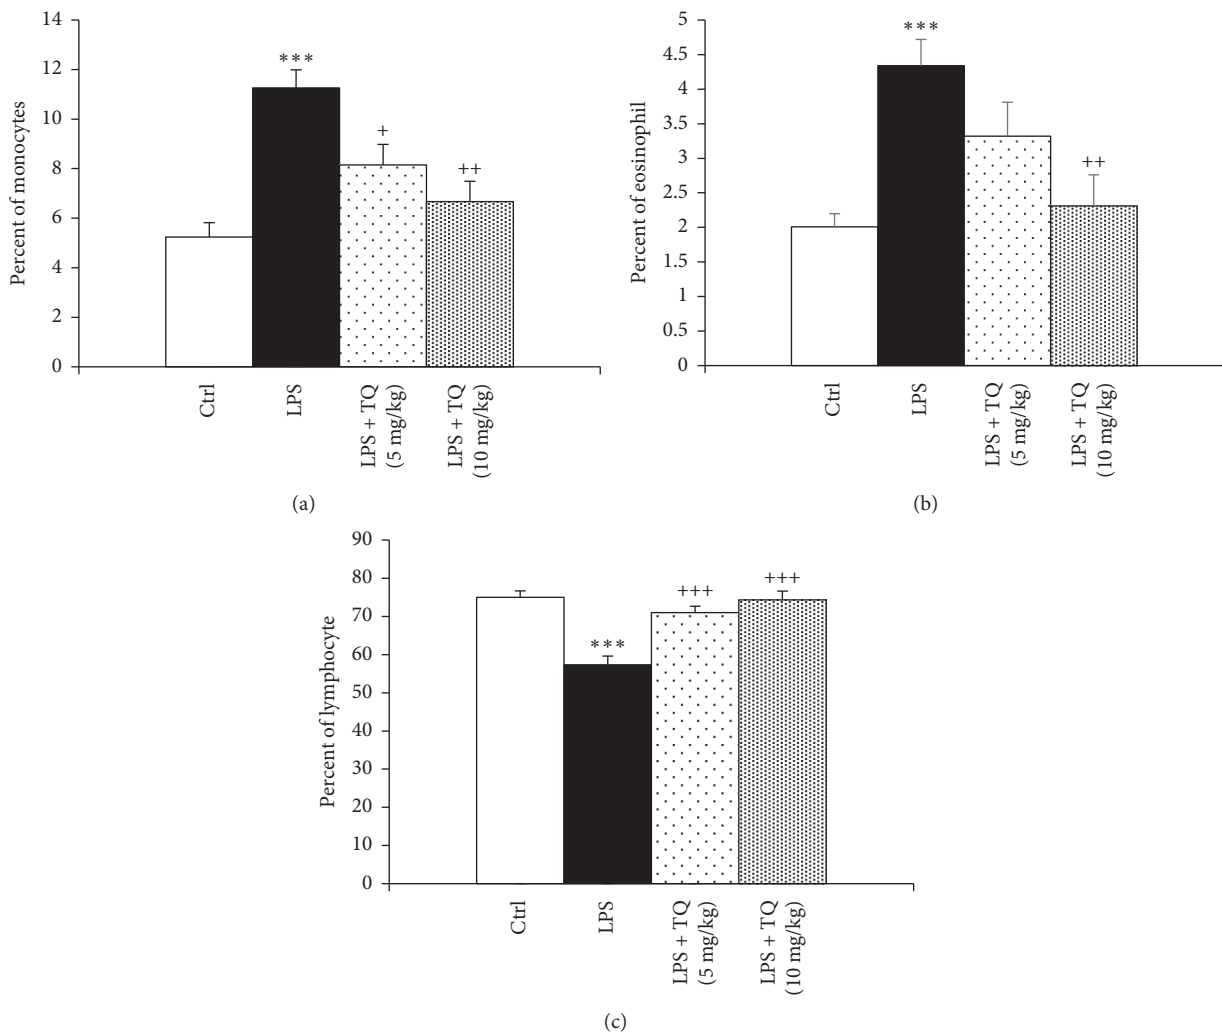 Percent of monocytes
14
12
10
8
6
4
2
0
***
+
++
Ctrl
LPS
LPS + TQ
(5 mg/kg)
LPS + TQ
(10 mg/kg)
(a)
Percent of eosinophil
5
4.5
4
3.5
3
2.5
2
1.5
1
0.5
0
***
++
Ctrl
LPS
LPS + TQ
(5 mg/kg)
LPS + TQ
(10 mg/kg)
(b)
Percent of lymphocyte
90
80
70
60
50
40
30
20
10
0
***
+++
+++
Ctrl
LPS
LPS + TQ
(5 mg/kg)
LPS + TQ
(10 mg/kg)
(c)